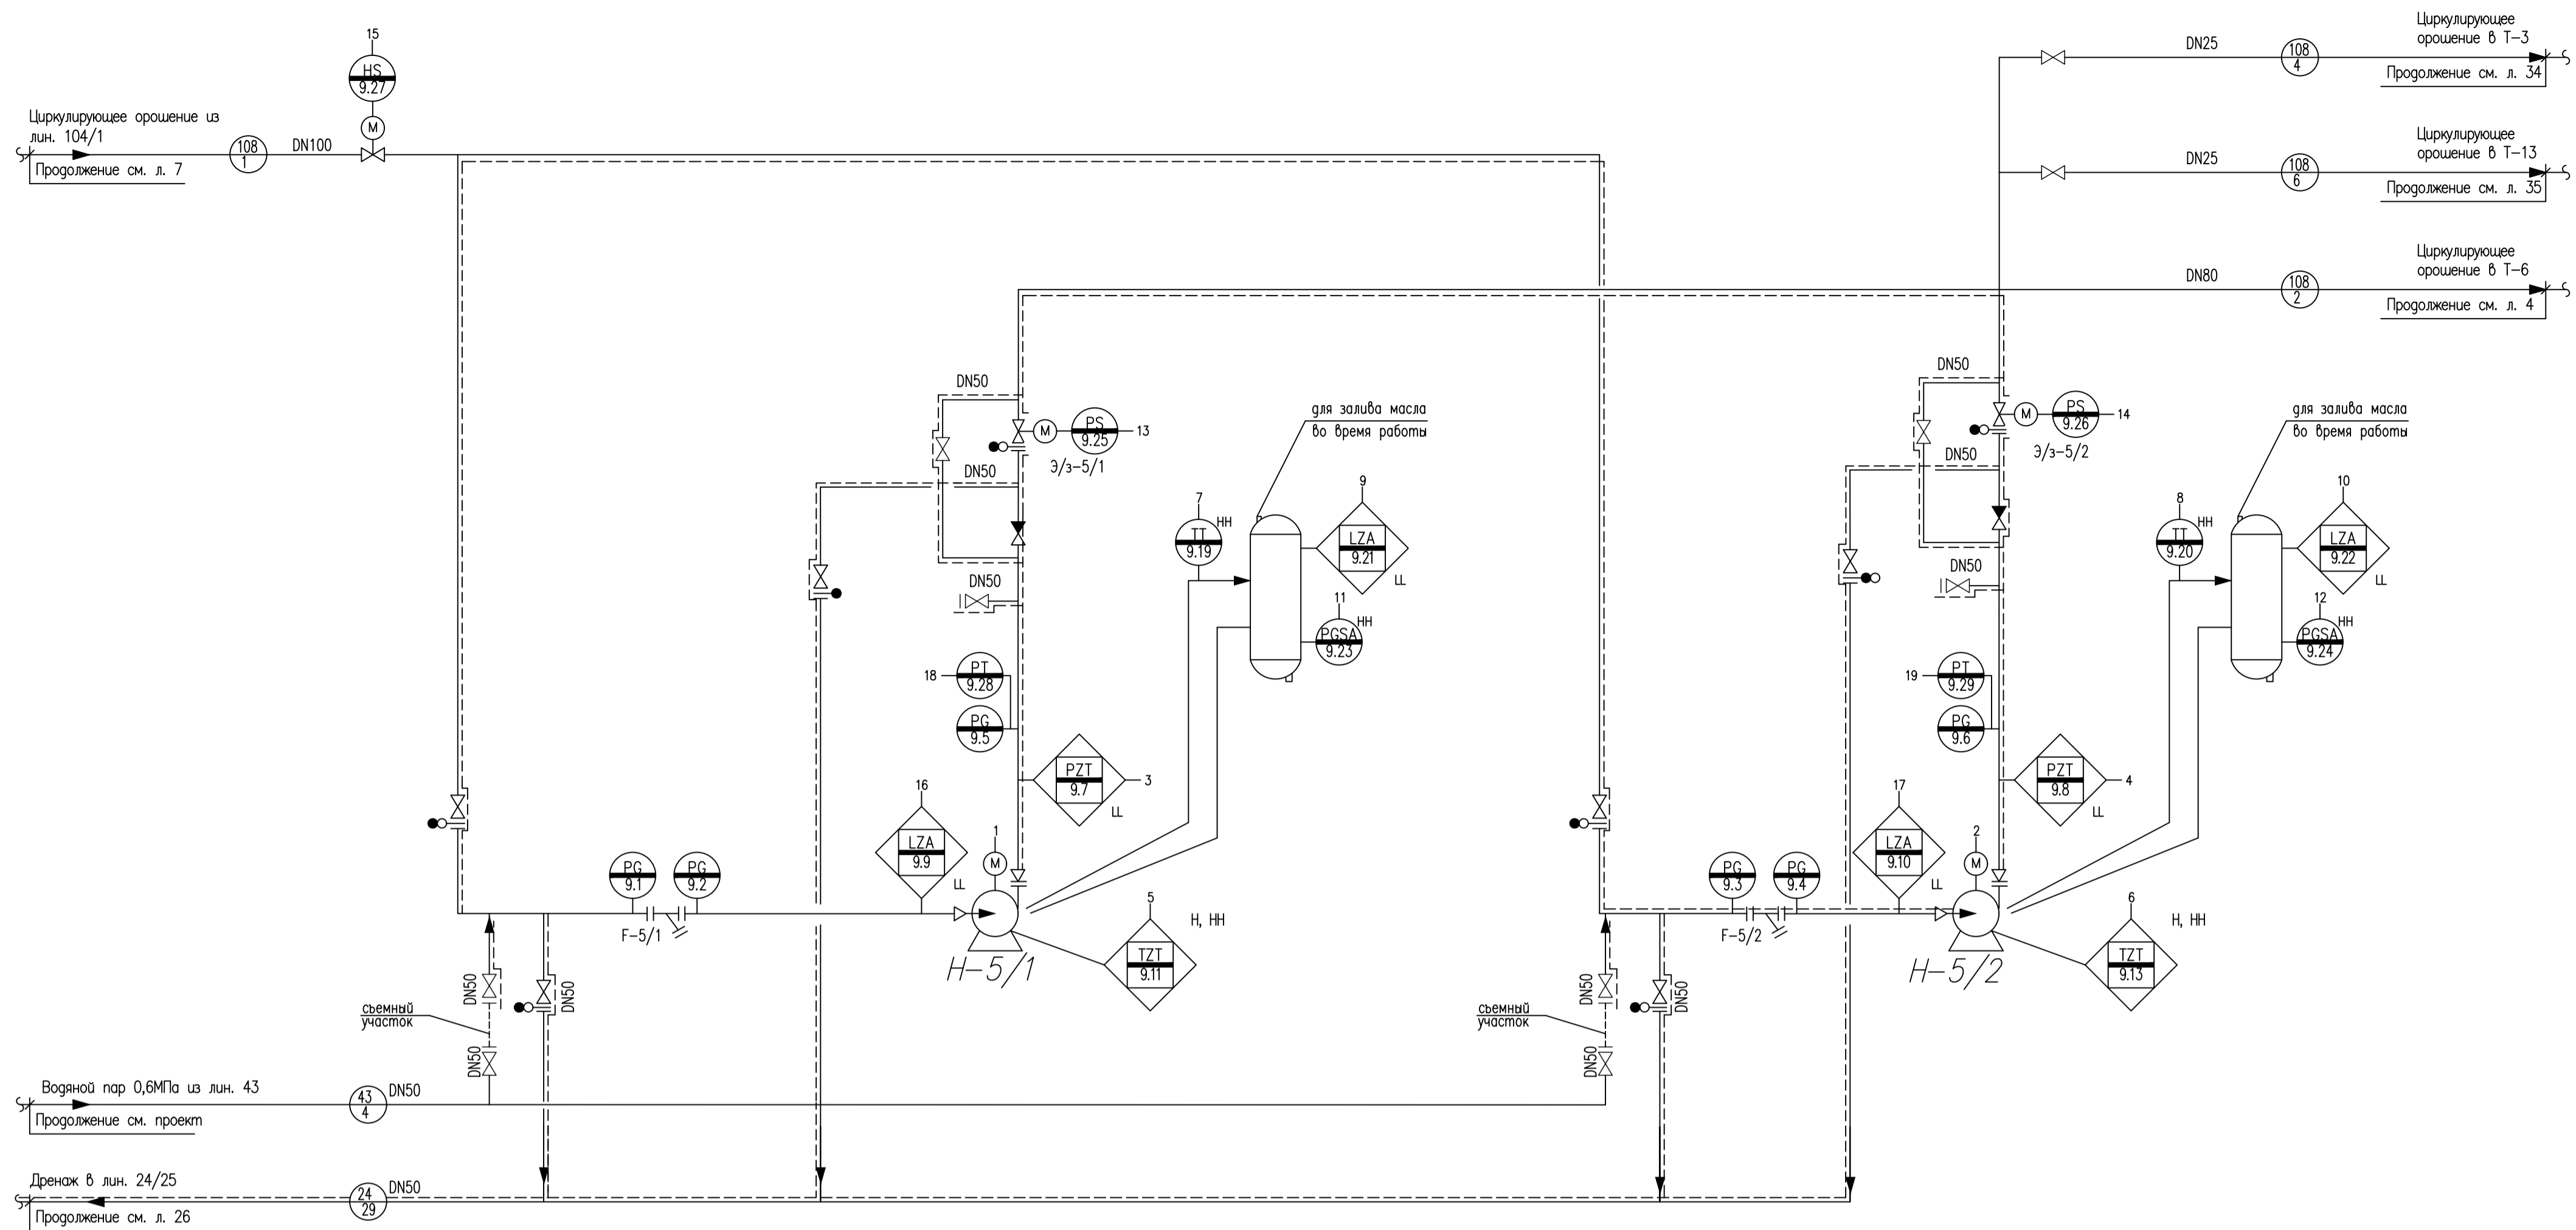 15
HS
9.27
Циркулирующее орошение из
лин. 104/1
108
1
DN100
M
Продолжение см. л. 7
Циркулирующее
орошение в Т-3
DN25
108
4
Продолжение см. л. 34
Циркулирующее
орошение в Т-13
DN25
108
6
Продолжение см. л. 35
Циркулирующее
орошение в Т-6
DN80
108
2
Продолжение см. л. 4
DN50
M
PS
9.25
13
Э/з-5/1
DN50
DN50
для залива масла
во время работы
7
TT
9.19
HH
9
LZA
9.21
LL
11
PGSA
9.23
HH
18
PT
9.28
PG
9.5
PZT
9.7
3
LL
16
LZA
9.9
LL
1
M
PG
9.1
PG
9.2
F-5/1
Н-5/1
5
TZT
9.11
H, HH
DN50
DN50
съемный
участок
DN50
DN50
M
PS
9.26
14
Э/з-5/2
DN50
DN50
для залива масла
во время работы
8
TT
9.20
HH
10
LZA
9.22
LL
12
PGSA
9.24
HH
19
PT
9.29
PG
9.6
PZT
9.8
4
LL
17
LZA
9.10
LL
2
M
PG
9.3
PG
9.4
F-5/2
Н-5/2
6
TZT
9.13
H, HH
DN50
DN50
съемный
участок
DN50
Водяной пар 0,6МПа из лин. 43
43
4
DN50
Продолжение см. проект
Дренаж в лин. 24/25
24
29
DN50
Продолжение см. л. 26